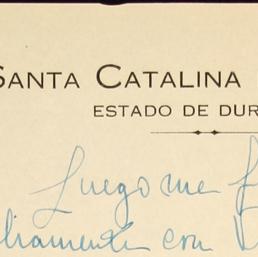 SANTA CATALINA
ESTADO DE DUR
Luego me
con